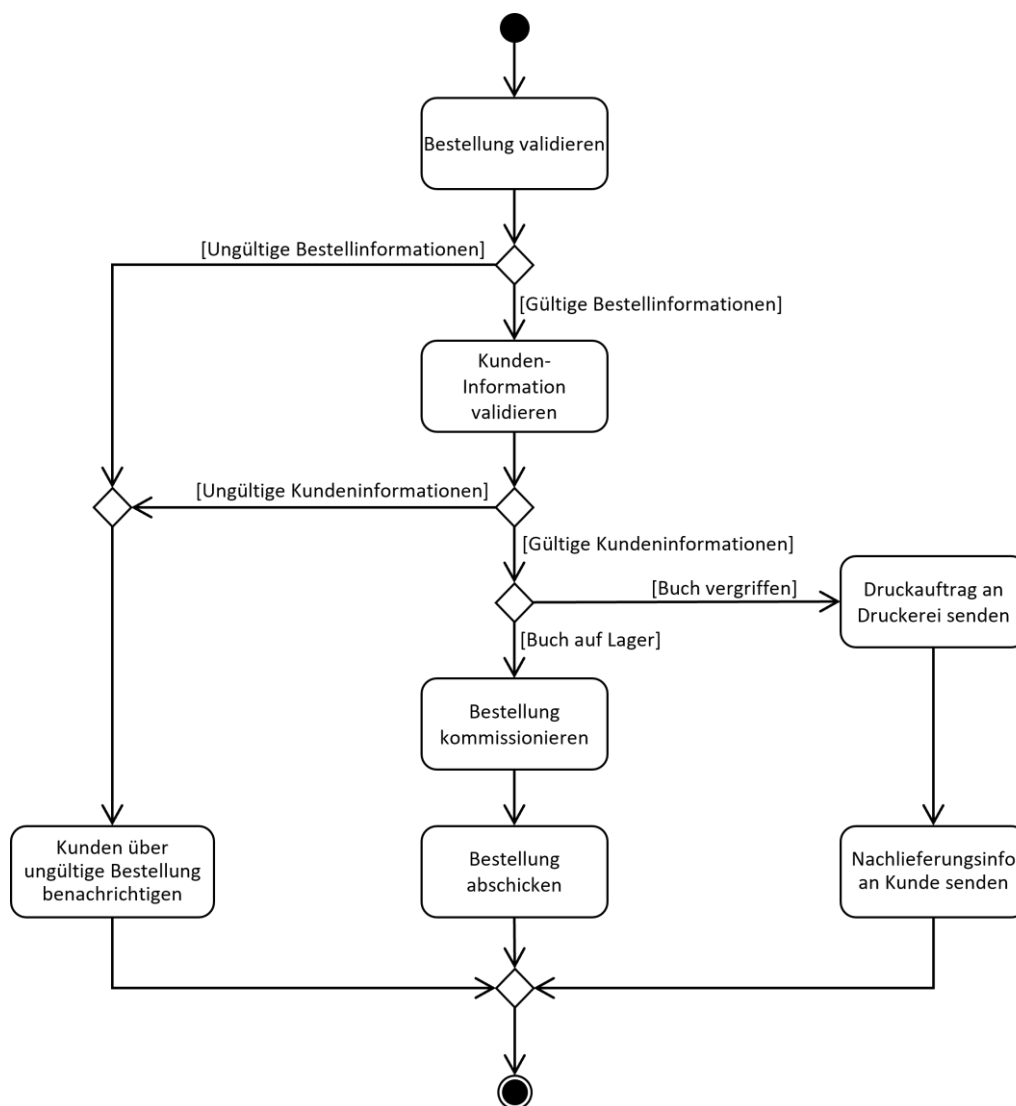 Bestellung validieren
[Ungültige Bestellinformationen]
[Gültige Bestellinformationen]
Kunden-
Information
validieren
[Ungültige Kundeninformationen]
[Gültige Kundeninformationen]
[Buch vergriffen]
Druckauftrag an
Druckerei senden
[Buch auf Lager]
Bestellung
kommissionieren
Kunden über
ungültige Bestellung
benachrichtigen
Bestellung
abschicken
Nachlieferungsinfo
an Kunde senden